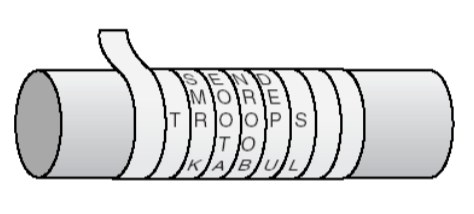 SEND
MORE
TROOPS
TO
KABUL